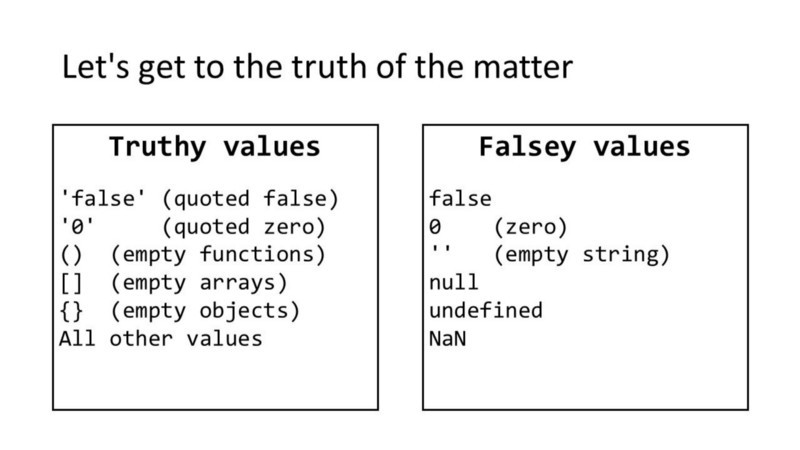 Let's get to the truth of the matter
Truthy values
'false' (quoted false)
'0' (quoted zero)
() (empty functions)
[] (empty arrays)
{} (empty objects)
All other values
Falsey values
false
0 (zero)
'' (empty string)
null
undefined
NaN